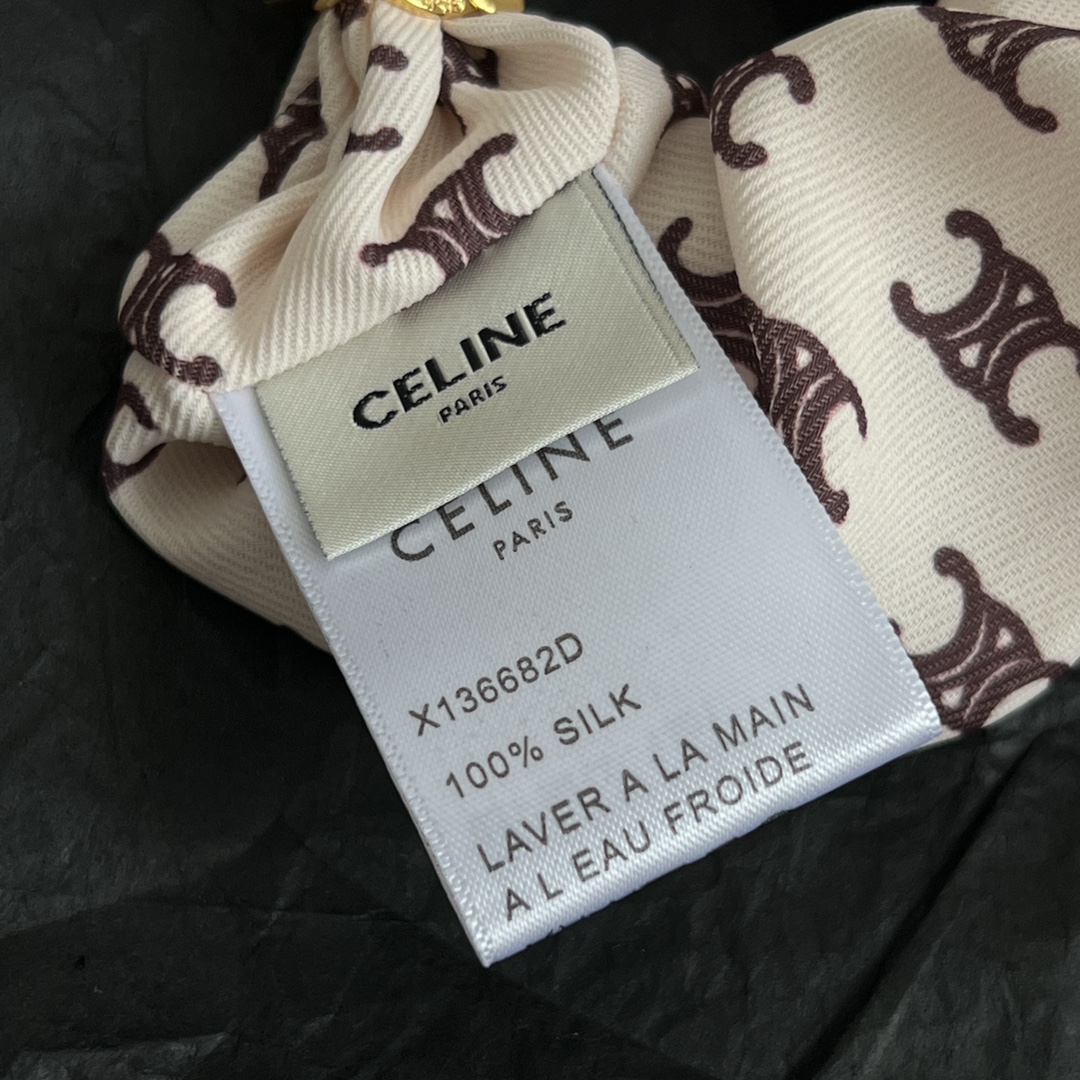 CELINE
PARIS
CELINE
PARIS
X136682D
100% SILK
LAVER A LA MAIN
A L EAU FROIDE